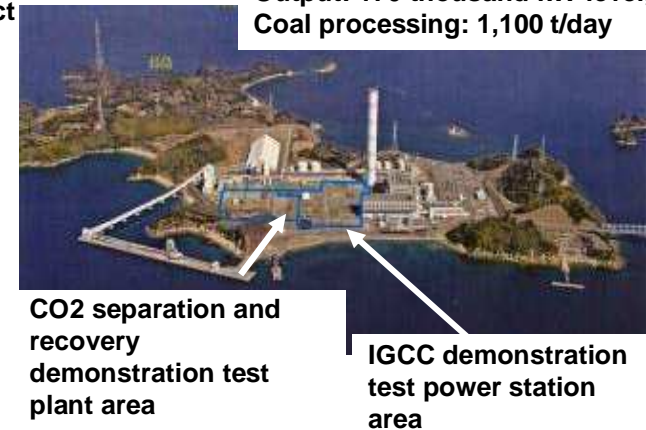 ct
Coal processing: 1,100 t/day
CO2 separation and
recovery
demonstration test
plant area
IGCC demonstration
test power station
area